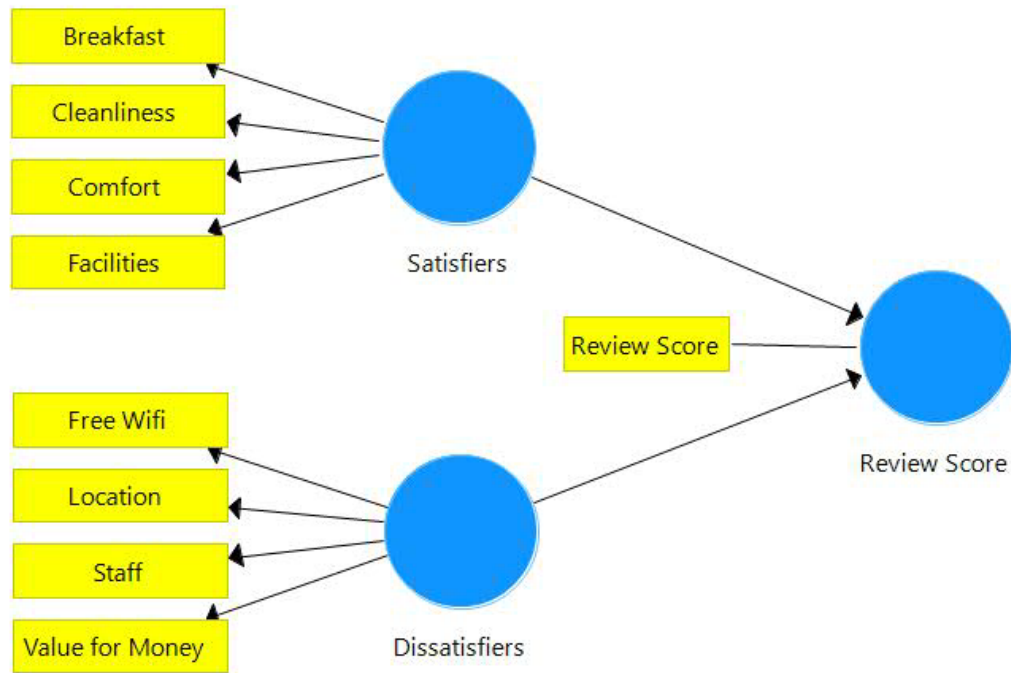 Breakfast
Cleanliness
Comfort
Facilities
Satisfiers
Review Score
Review Score
Free Wifi
Location
Staff
Value for Money
Dissatisfiers